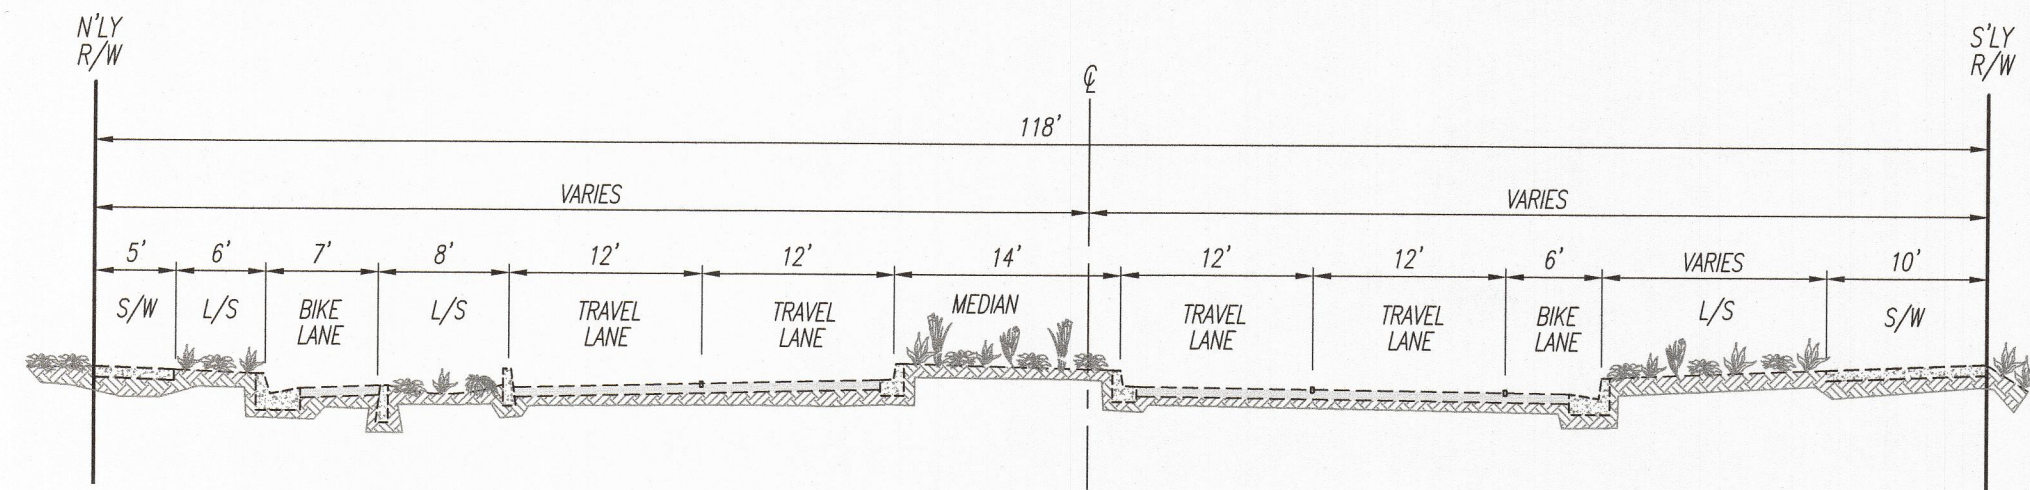 N'LY
R/W
S'LY
R/W
℄
118'
VARIES
VARIES
5'
6'
7'
8'
12'
12'
14'
12'
12'
6'
VARIES
10'
S/W
L/S
BIKE
LANE
L/S
TRAVEL
LANE
TRAVEL
LANE
MEDIAN
TRAVEL
LANE
TRAVEL
LANE
BIKE
LANE
L/S
S/W